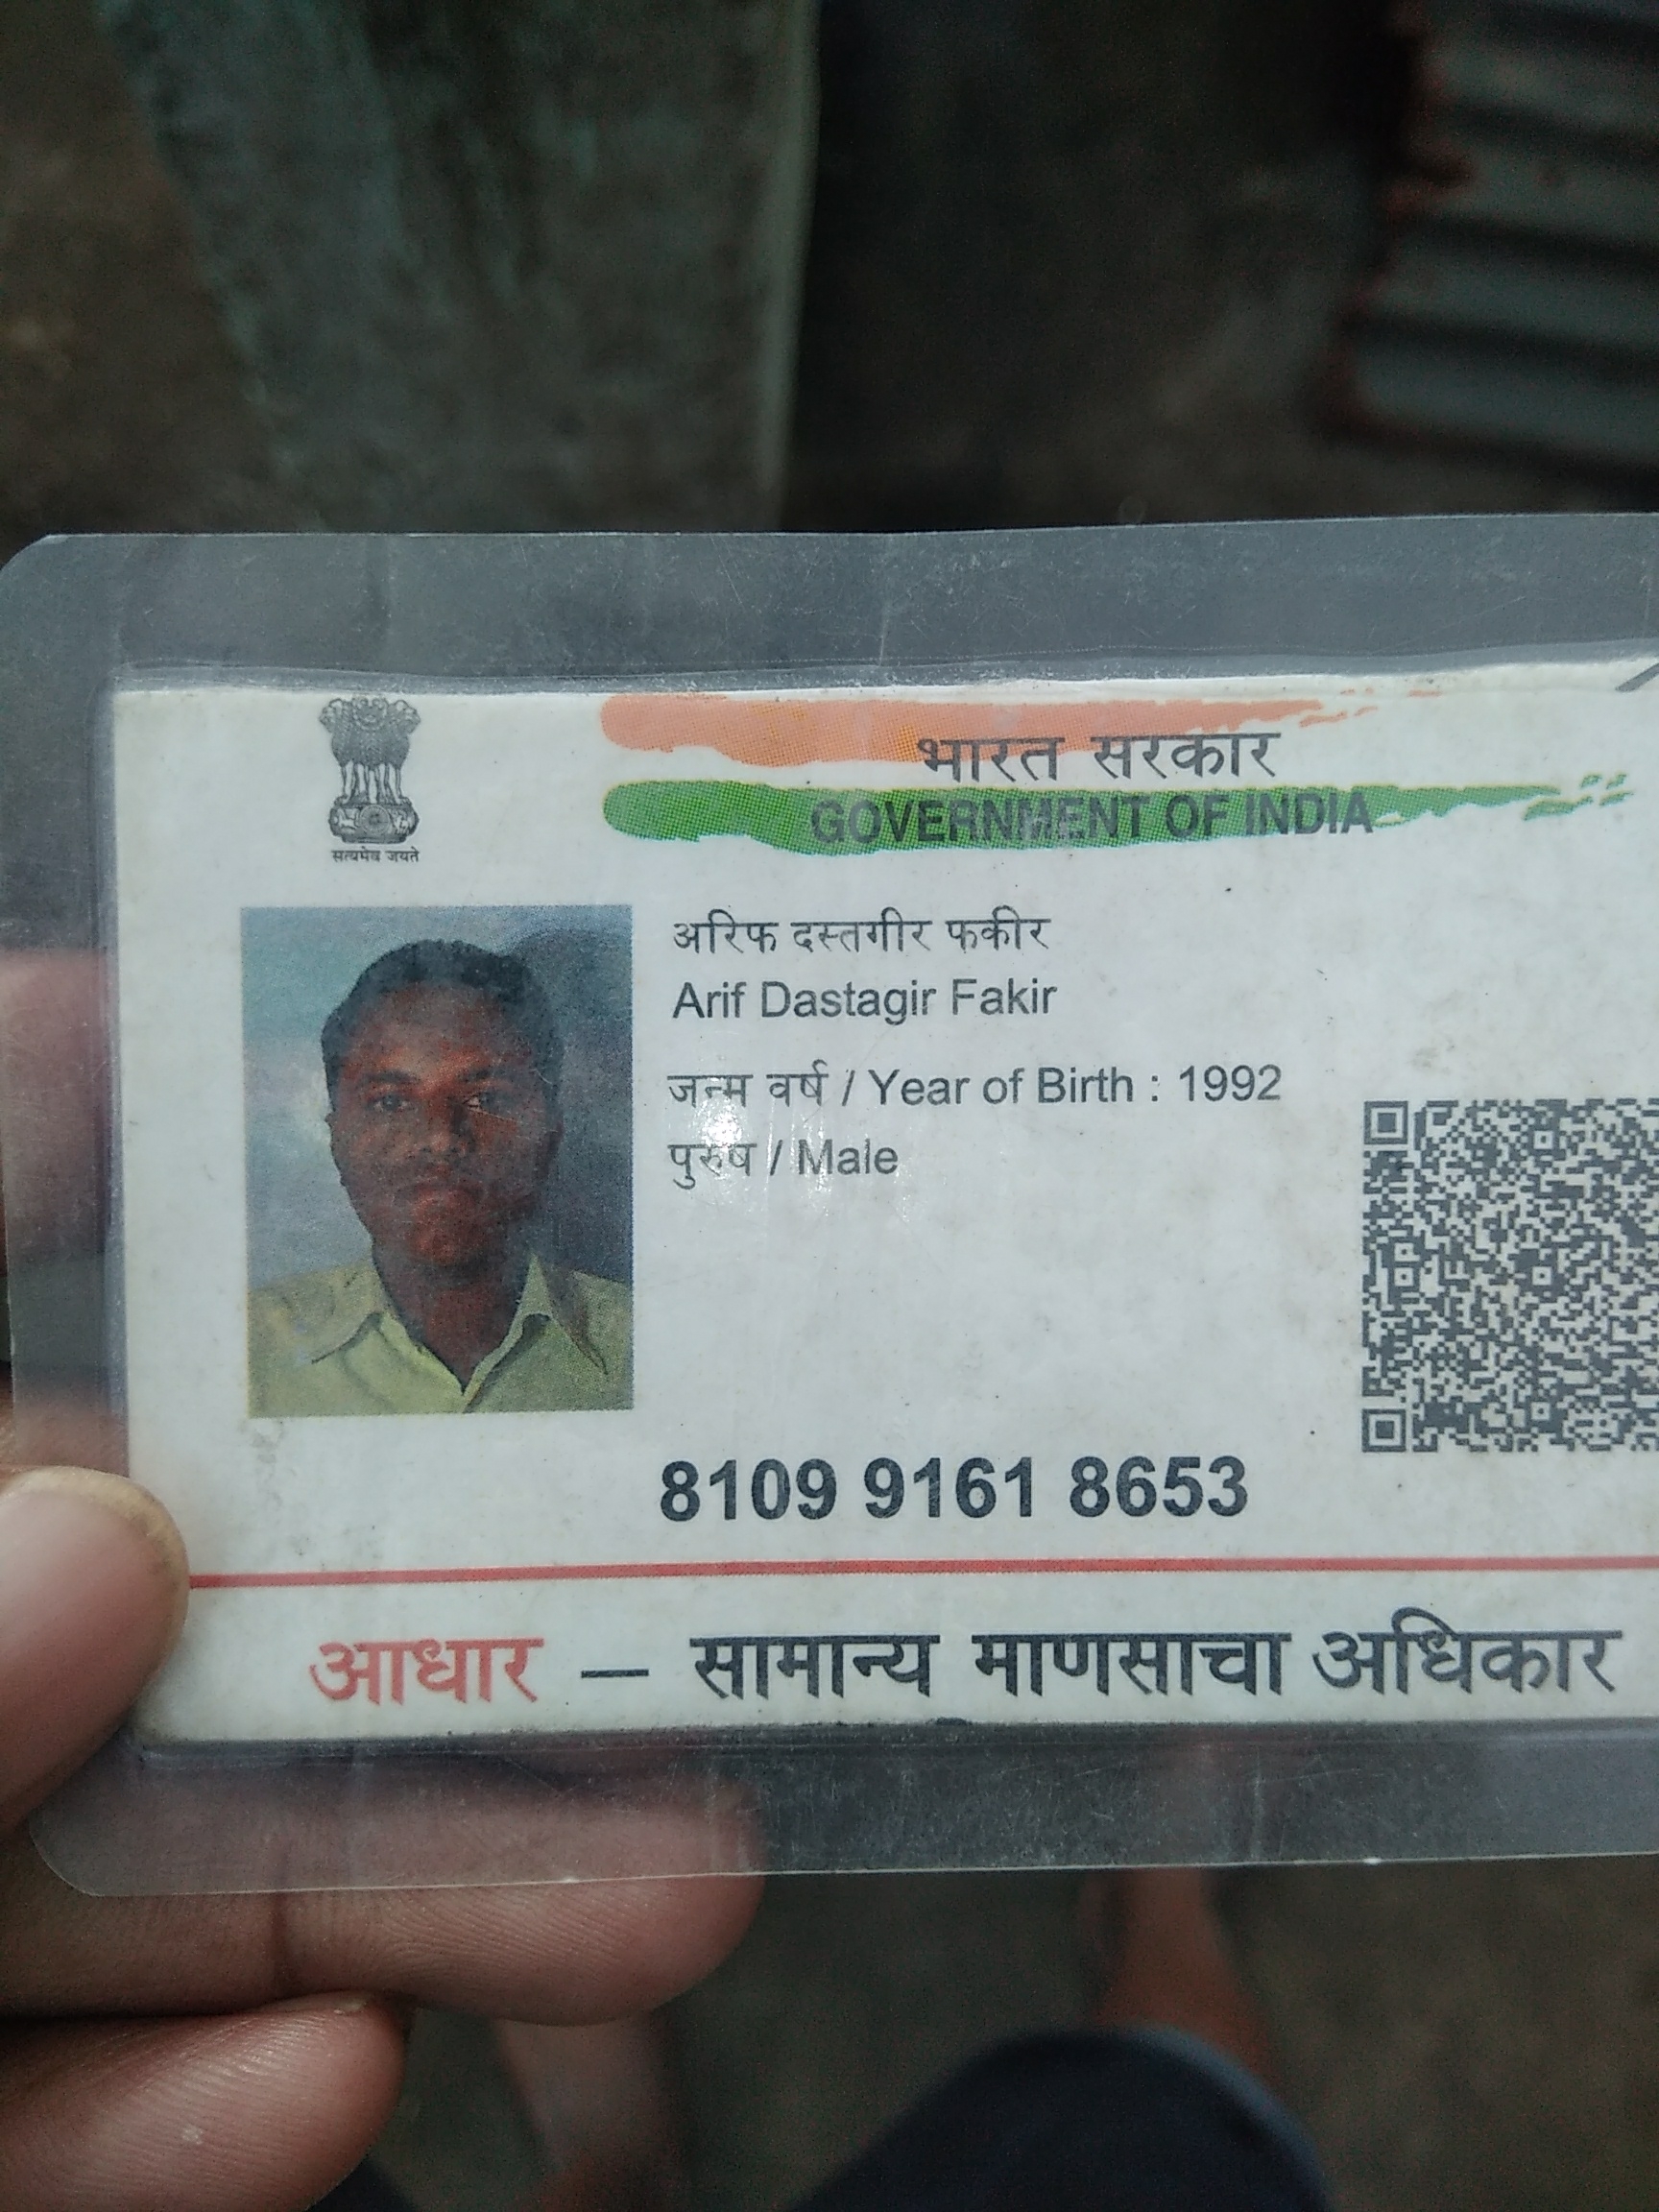 सत्यमेव जयते
भारत सरकार
GOVERNMENT OF INDIA
अरिफ दस्तगीर फकीर
Arif Dastagir Fakir
जन्म वर्ष / Year of Birth : 1992
पुरुष / Male
8109 9161 8653
आधार — सामान्य माणसाचा अधिकार